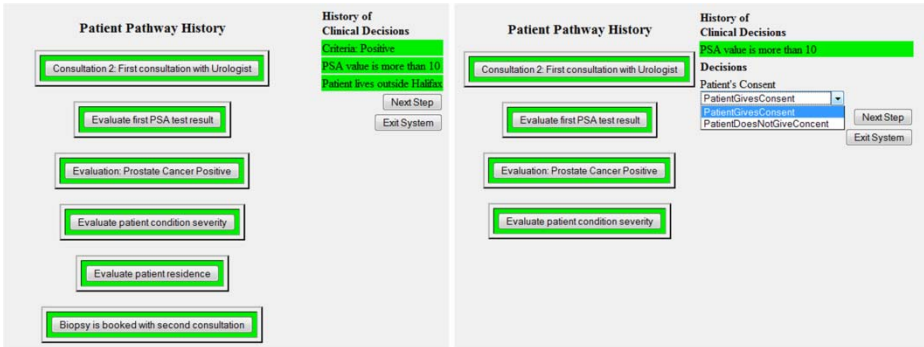 Patient Pathway History
Consultation 2: First consultation with Urologist
Evaluate first PSA test result
Evaluation: Prostate Cancer Positive
Evaluate patient condition severity
Evaluate patient residence
Biopsy is booked with second consultation
History of
Clinical Decisions
Criteria: Positive
PSA value is more than 10
Patient lives outside Halifax
Next Step
Exit System
Patient Pathway History
Consultation 2: First consultation with Urologist
Evaluate first PSA test result
Evaluation: Prostate Cancer Positive
Evaluate patient condition severity
History of
Clinical Decisions
PSA value is more than 10
Decisions
Patient's Consent
PatientGivesConsent
PatientGivesConsent
PatientDoesNotGiveConcent
Next Step
Exit System